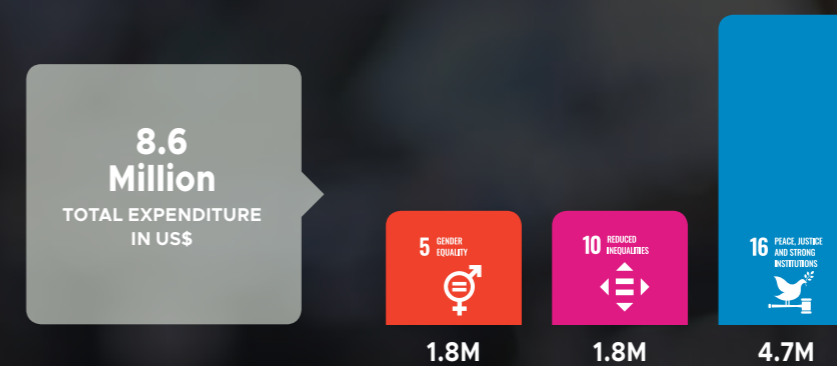 8.6
Million
TOTAL EXPENDITURE
IN US$
5 GENDER
EQUALITY
10 REDUCED
INEQUALITIES
16 PEACE, JUSTICE
AND STRONG
INSTITUTIONS
1.8M
1.8M
4.7M